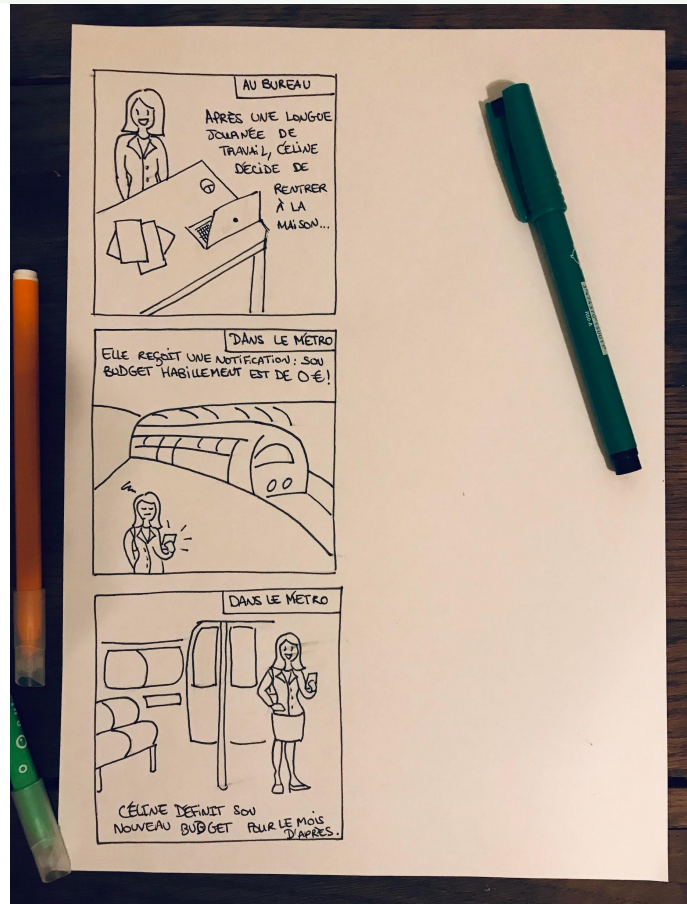 AU BUREAU
APRÈS UNE LONGUE
JOURNÉE DE
TRAVAIL, CÉLINE
DÉCIDE DE
RENTRER
À LA
MAISON...
DANS LE MÉTRO
ELLE REÇOIT UNE NOTIFICATION : SON
BUDGET HABILLEMENT EST DE 0 € !
DANS LE MÉTRO
CÉLINE DÉFINIT SON
NOUVEAU BUDGET POUR LE MOIS
D'APRÈS.